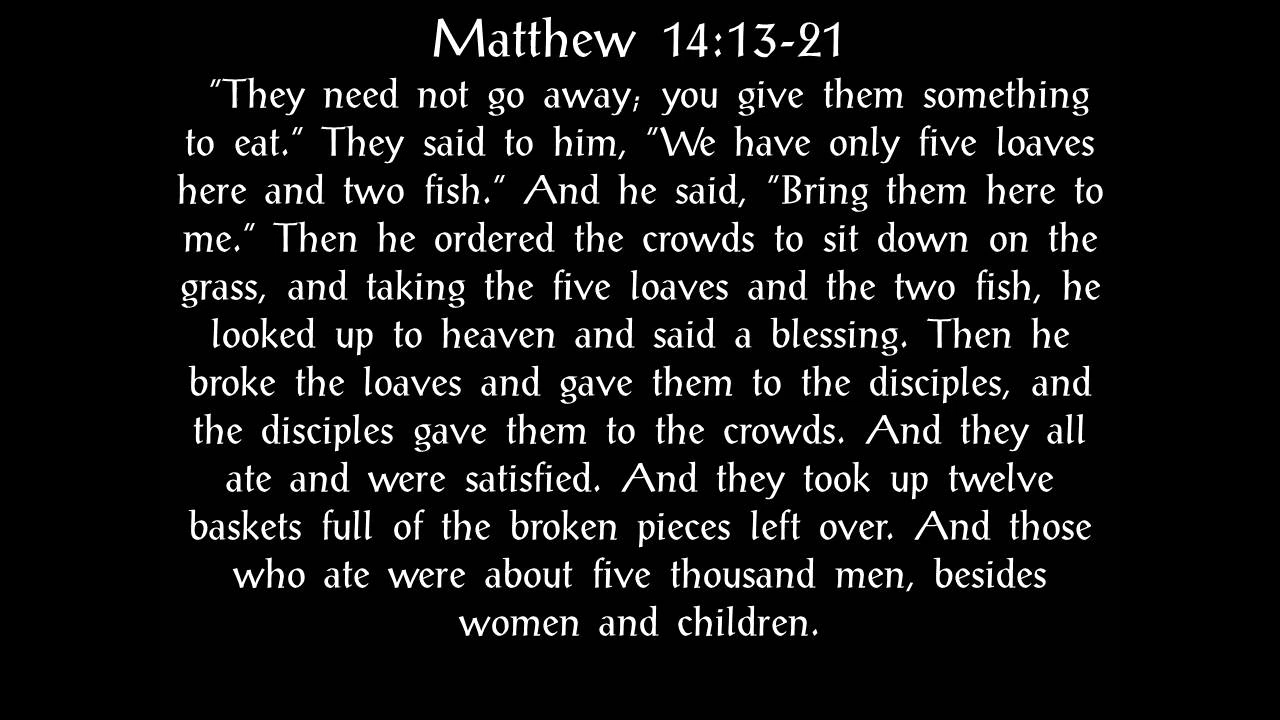 Matthew 14:13-21
"They need not go away; you give them something
to eat." They said to him, "We have only five loaves
here and two fish." And he said, "Bring them here to
me." Then he ordered the crowds to sit down on the
grass, and taking the five loaves and the two fish, he
looked up to heaven and said a blessing. Then he
broke the loaves and gave them to the disciples, and
the disciples gave them to the crowds. And they all
ate and were satisfied. And they took up twelve
baskets full of the broken pieces left over. And those
who ate were about five thousand men, besides
women and children.